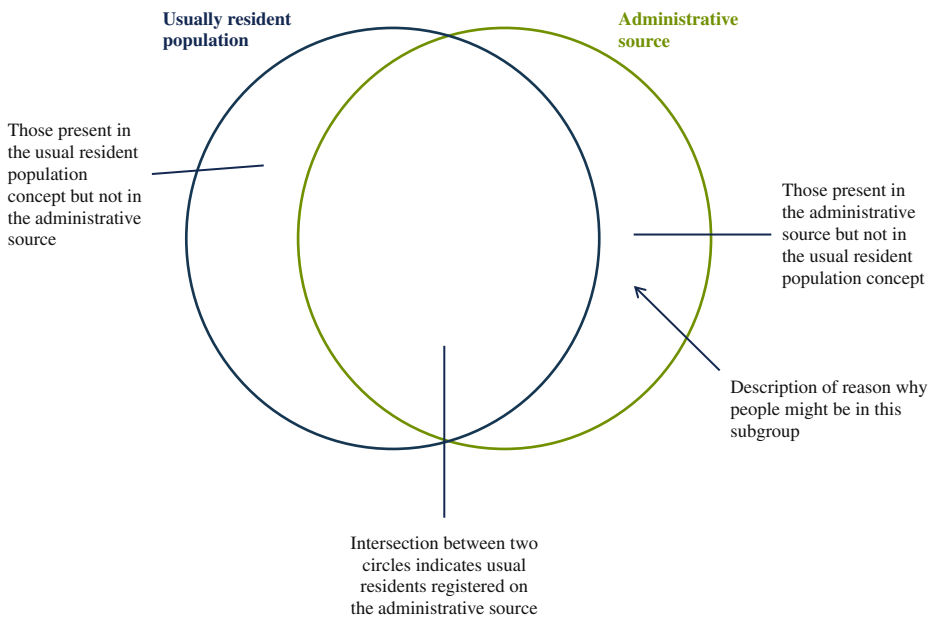 Usually resident
population
Administrative
source
Those present in
the usual resident
population
concept but not in
the administrative
source
Those present in
the administrative
source but not in
the usual resident
population concept
Description of reason why
people might be in this
subgroup
Intersection between two
circles indicates usual
residents registered on
the administrative source